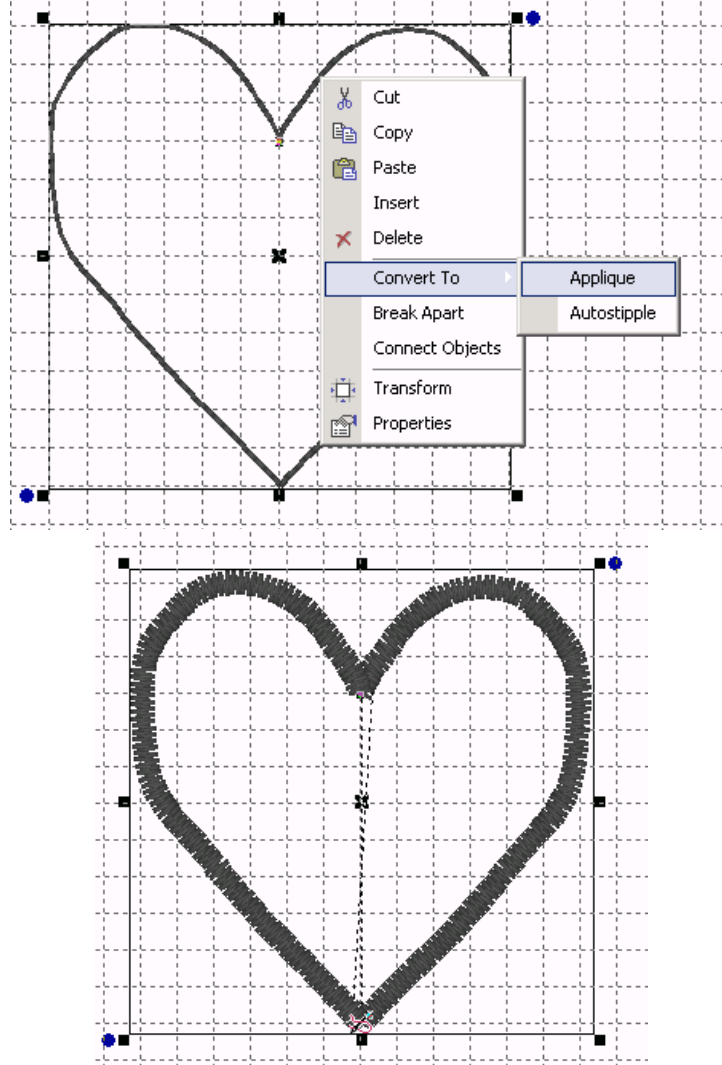 Cut
Copy
Paste
Insert
Delete
Convert To
Applique
Autostipple
Break Apart
Connect Objects
Transform
Properties